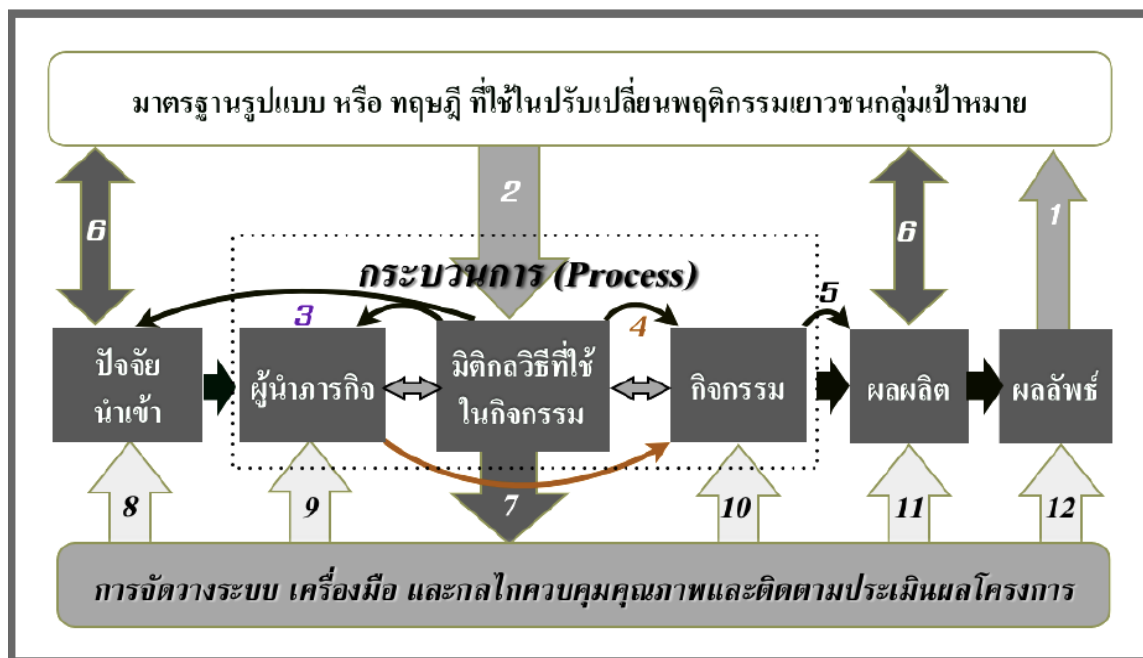 มาตรฐานรูปแบบ หรือ ทฤษฎี ที่ใช้ในปรับเปลี่ยนพฤติกรรมเยาวชนกลุ่มเป้าหมาย
6
2
6
1
กระบวนการ (Process)
3
4
5
ปัจจัย
นำเข้า
ผู้นำภารกิจ
มิติกลวิธีที่ใช้
ในกิจกรรม
กิจกรรม
ผลผลิต
ผลลัพธ์
8
9
7
10
11
12
การจัดวางระบบ เครื่องมือ และกลไกควบคุมคุณภาพและติดตามประเมินผลโครงการ